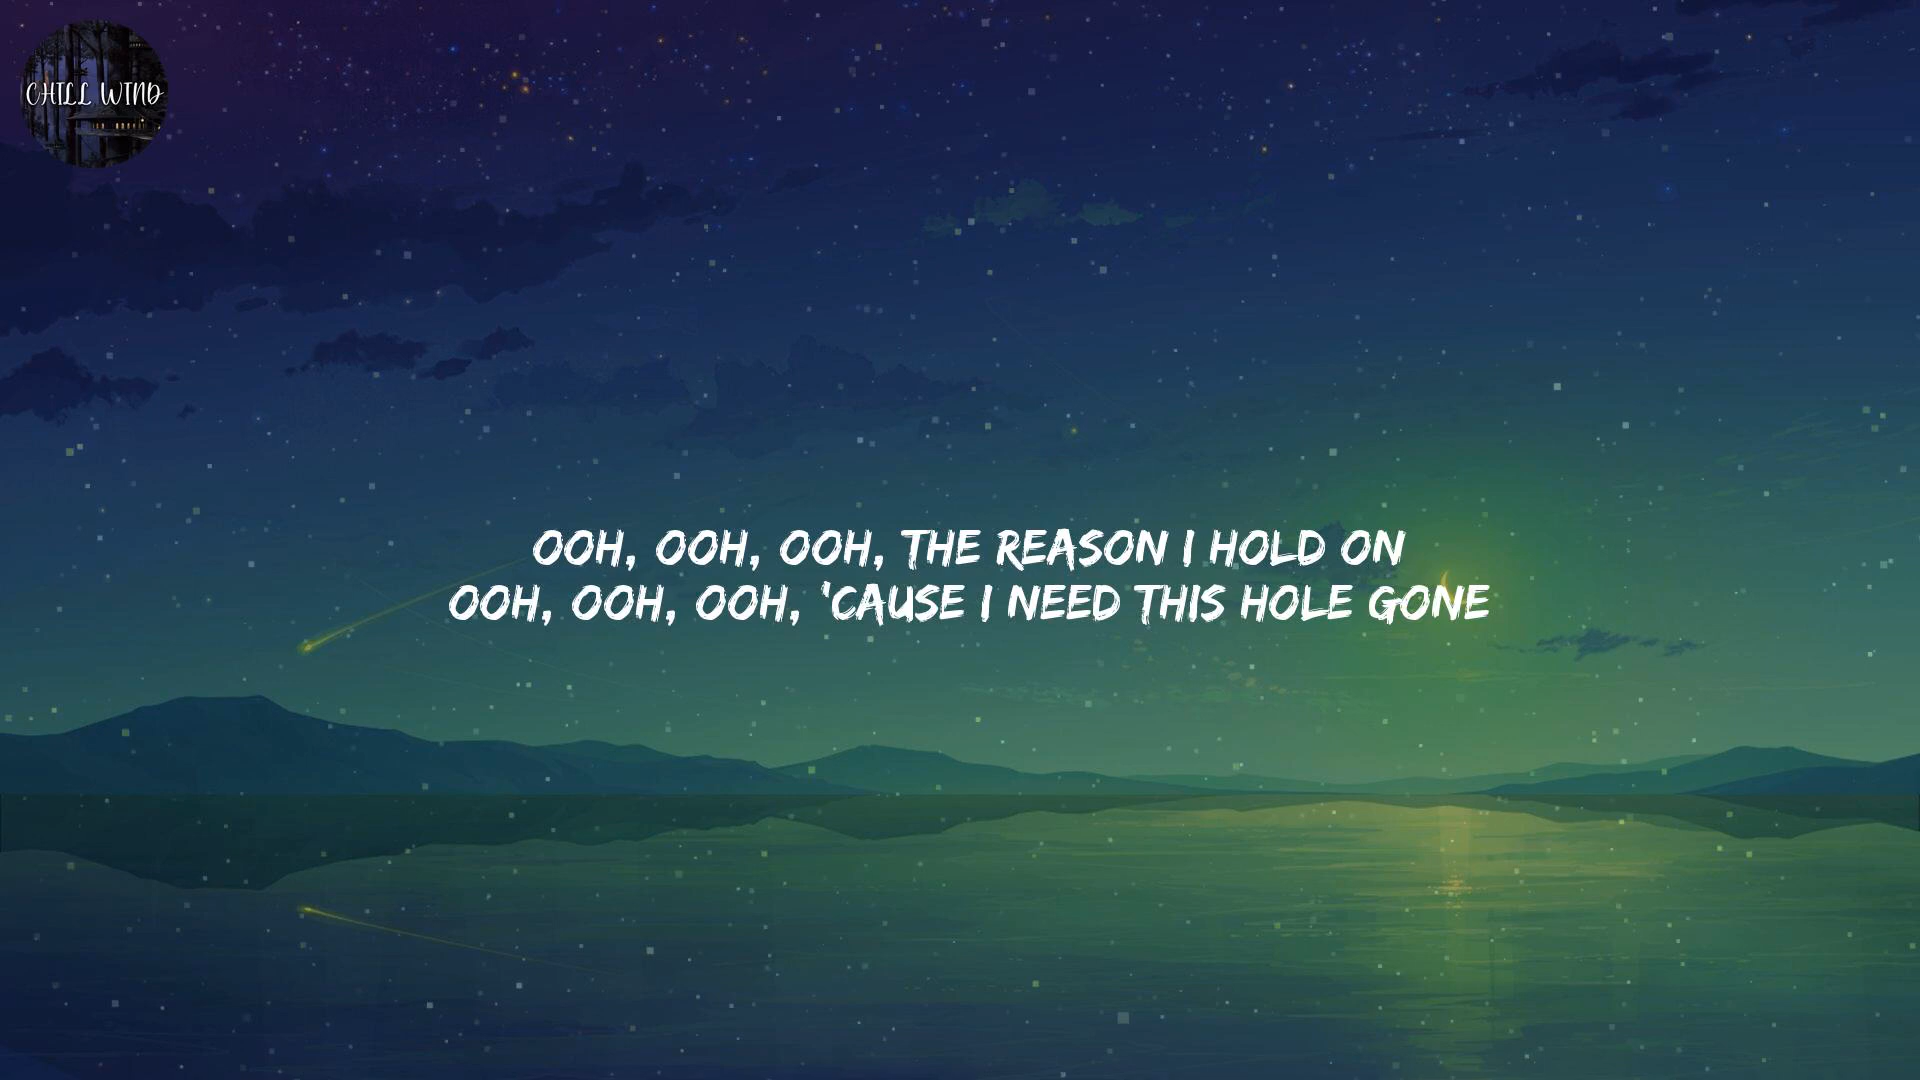 CHILL WIND
OOH, OOH, OOH, THE REASON I HOLD ON
OOH, OOH, OOH, 'CAUSE I NEED THIS HOLE GONE